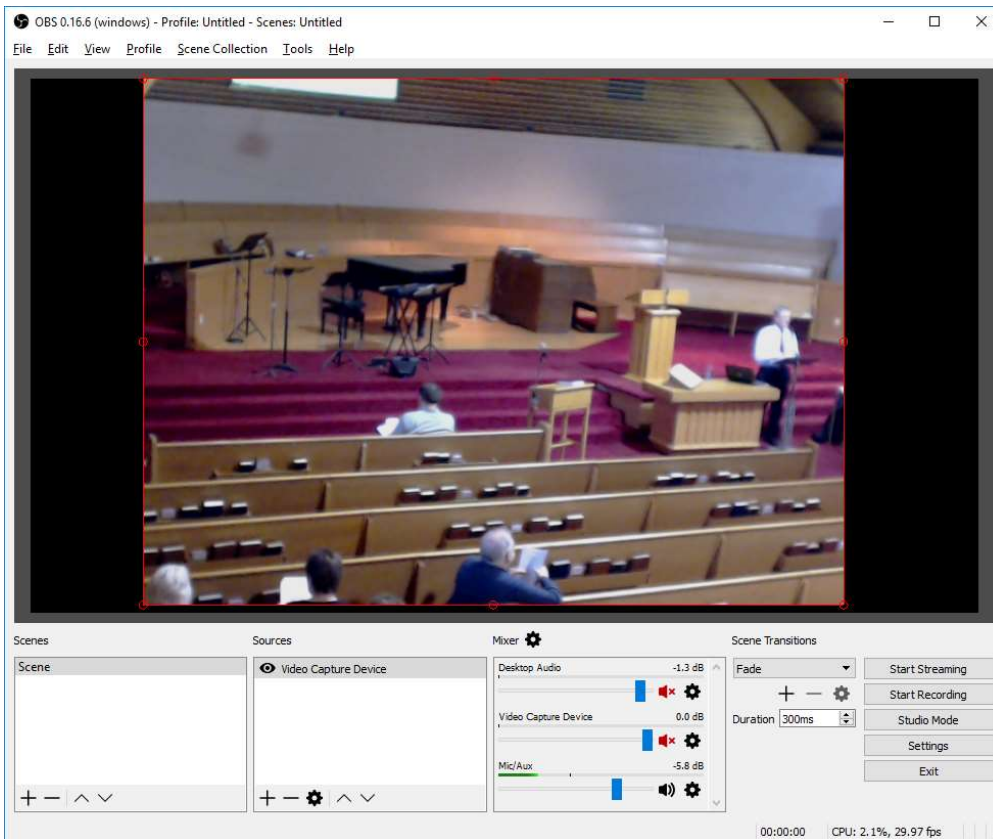 OBS 0.16.6 (windows) - Profile: Untitled - Scenes: Untitled
File Edit View Profile Scene Collection Tools Help
Scenes Sources Mixer Scene Transitions
Scene
Video Capture Device
Desktop Audio -1.3 dB
Video Capture Device 0.0 dB
Mic/Aux -5.8 dB
Fade
Duration 300ms
Start Streaming
Start Recording
Studio Mode
Settings
Exit
00:00:00 CPU: 2.1%, 29.97 fps